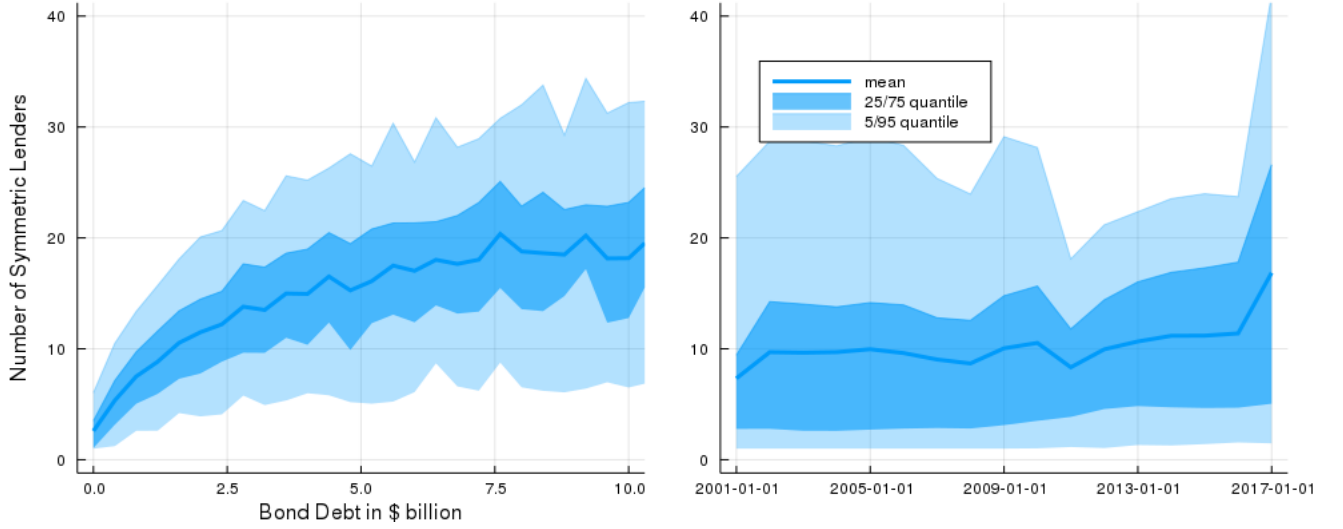 Number of Symmetric Lenders
40
30
20
10
0
0.0 2.5 5.0 7.5 10.0
Bond Debt in $ billion
mean
25/75 quantile
5/95 quantile
40
30
20
10
0
2001-01-01 2005-01-01 2009-01-01 2013-01-01 2017-01-01